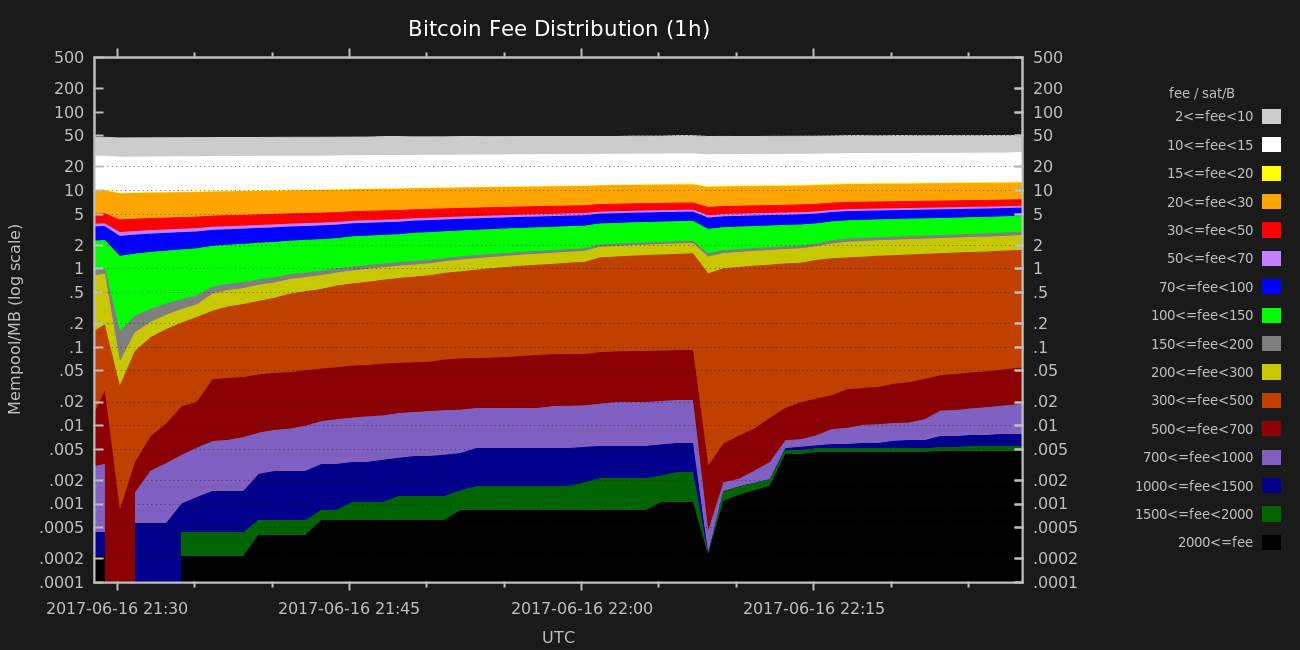 Bitcoin Fee Distribution (1h)
500
200
100
50
20
10
5
2
1
.5
.2
.1
.05
.02
.01
.005
.002
.001
.0005
.0002
.0001
Mempool/MB (log scale)
500
200
100
50
20
10
5
2
1
.5
.2
.1
.05
.02
.01
.005
.002
.001
.0005
.0002
.0001
2017-06-16 21:30
2017-06-16 21:45
2017-06-16 22:00
2017-06-16 22:15
UTC
fee / sat/B
2<=fee<10
10<=fee<15
15<=fee<20
20<=fee<30
30<=fee<50
50<=fee<70
70<=fee<100
100<=fee<150
150<=fee<200
200<=fee<300
300<=fee<500
500<=fee<700
700<=fee<1000
1000<=fee<1500
1500<=fee<2000
2000<=fee